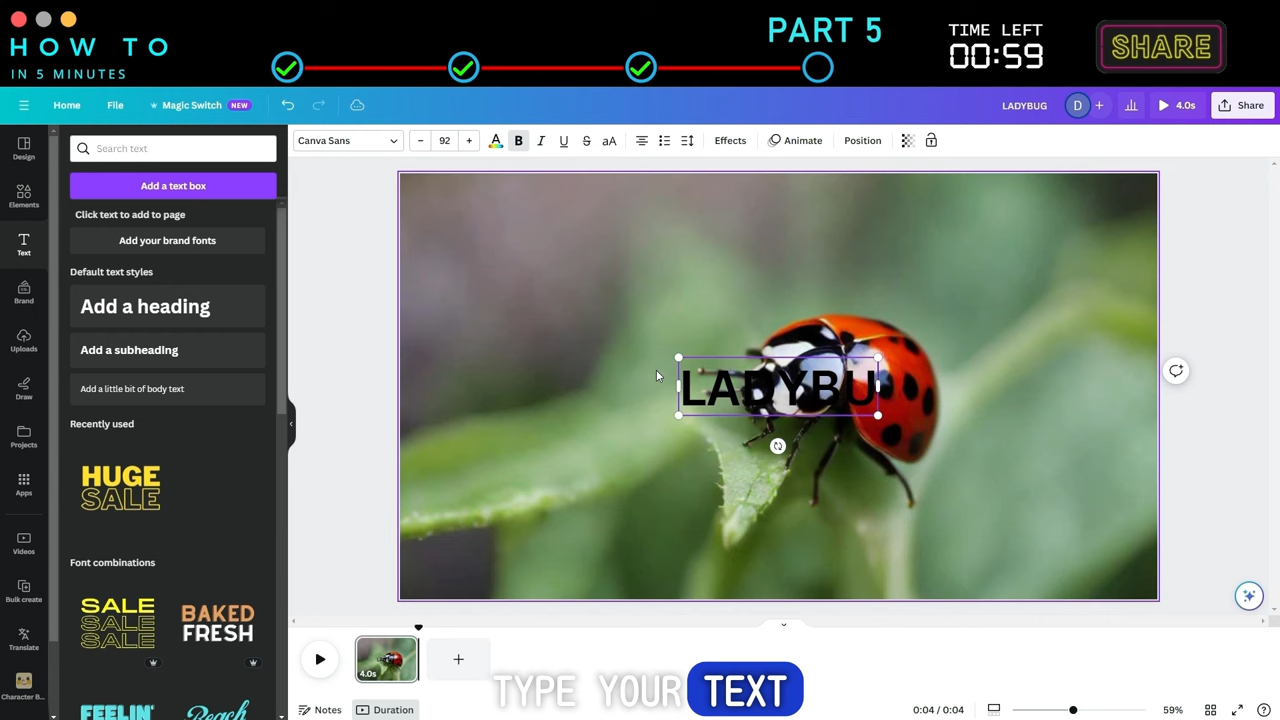 PART 5
TIME LEFT
00:59
SHARE
HOW TO
IN 5 MINUTES
Home
File
Magic Switch NEW
LADYBUG
D
4.0s
Share
Canva Sans
92
A
B
I
U
S
aA
Effects
Animate
Position
Design
Elements
Text
Brand
Uploads
Draw
Projects
Apps
Videos
Bulk create
Translate
Character B...
Search text
Add a text box
Click text to add to page
Add your brand fonts
Default text styles
Add a heading
Add a subheading
Add a little bit of body text
Recently used
HUGE
SALE
Font combinations
SALE
SALE
SALE
BAKED
FRESH
FEELIN'
Beach
LADYBU
4.0s
TYPE YOUR TEXT
Notes
Duration
0:04 / 0:04
59%